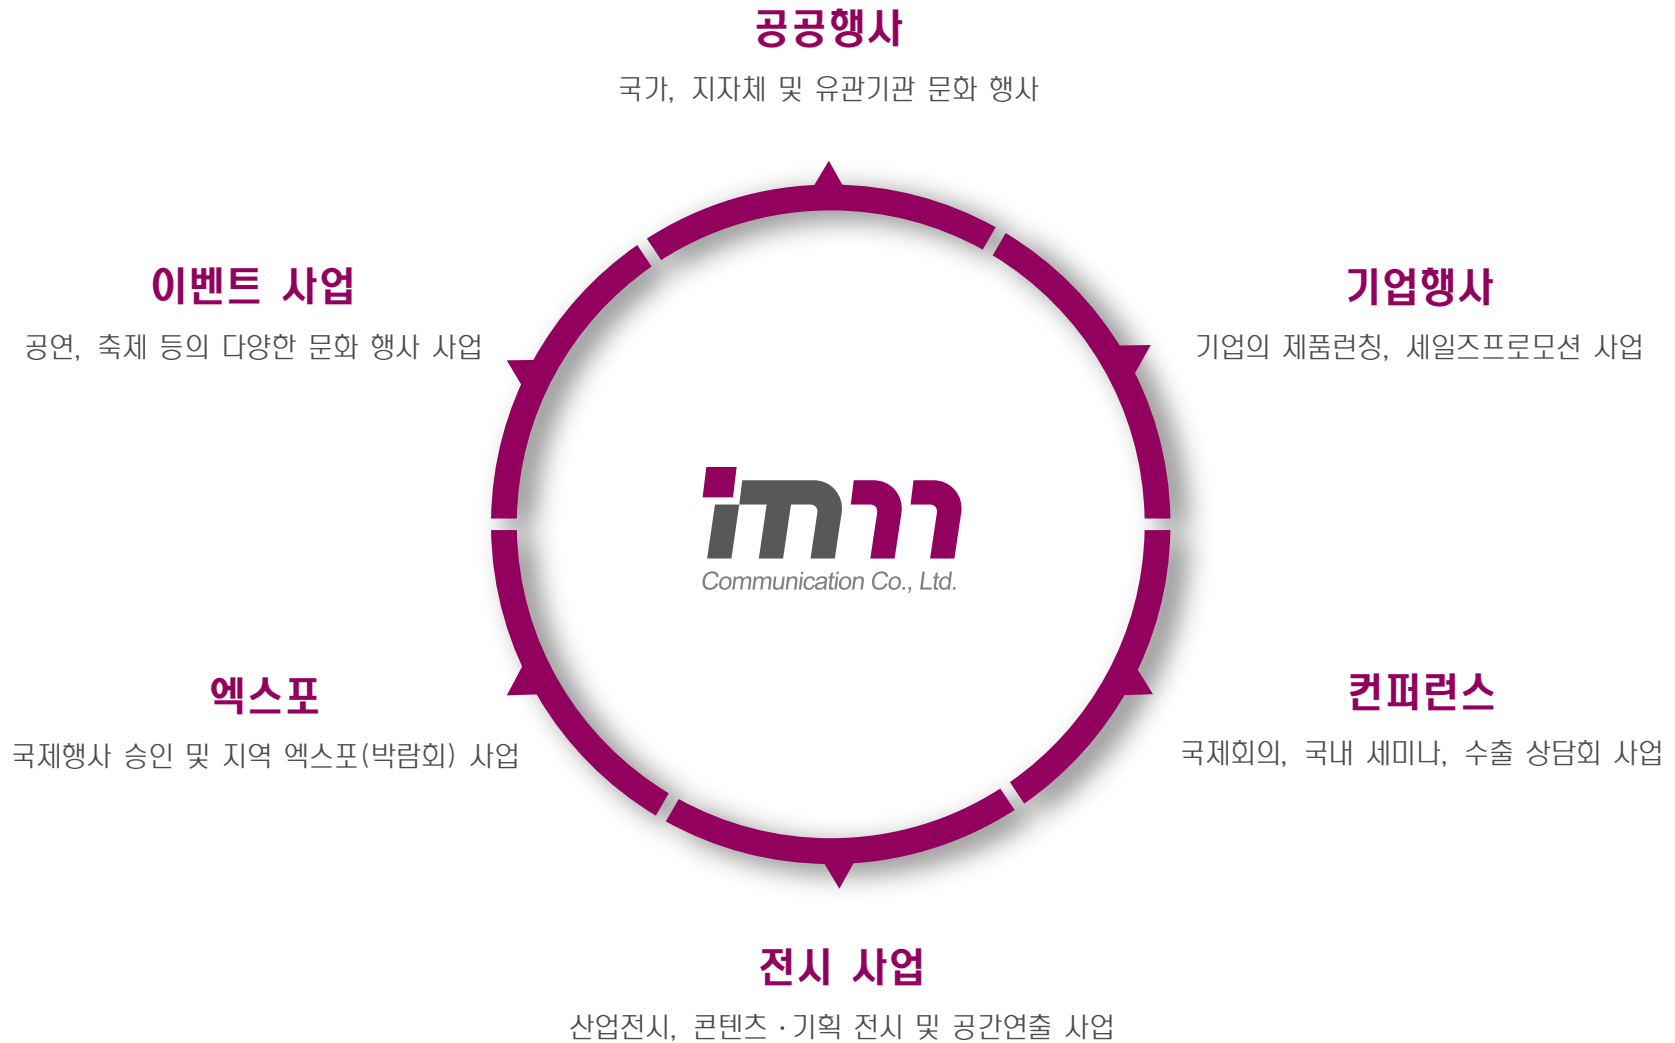 공공행사
국가, 지자체 및 유관기관 문화 행사
이벤트 사업
공연, 축제 등의 다양한 문화 행사 사업
기업행사
기업의 제품런칭, 세일즈프로모션 사업
im11
Communication Co., Ltd.
엑스포
국제행사 승인 및 지역 엑스포(박람회) 사업
컨퍼런스
국제회의, 국내 세미나, 수출 상담회 사업
전시 사업
산업전시, 콘텐츠·기획 전시 및 공간연출 사업